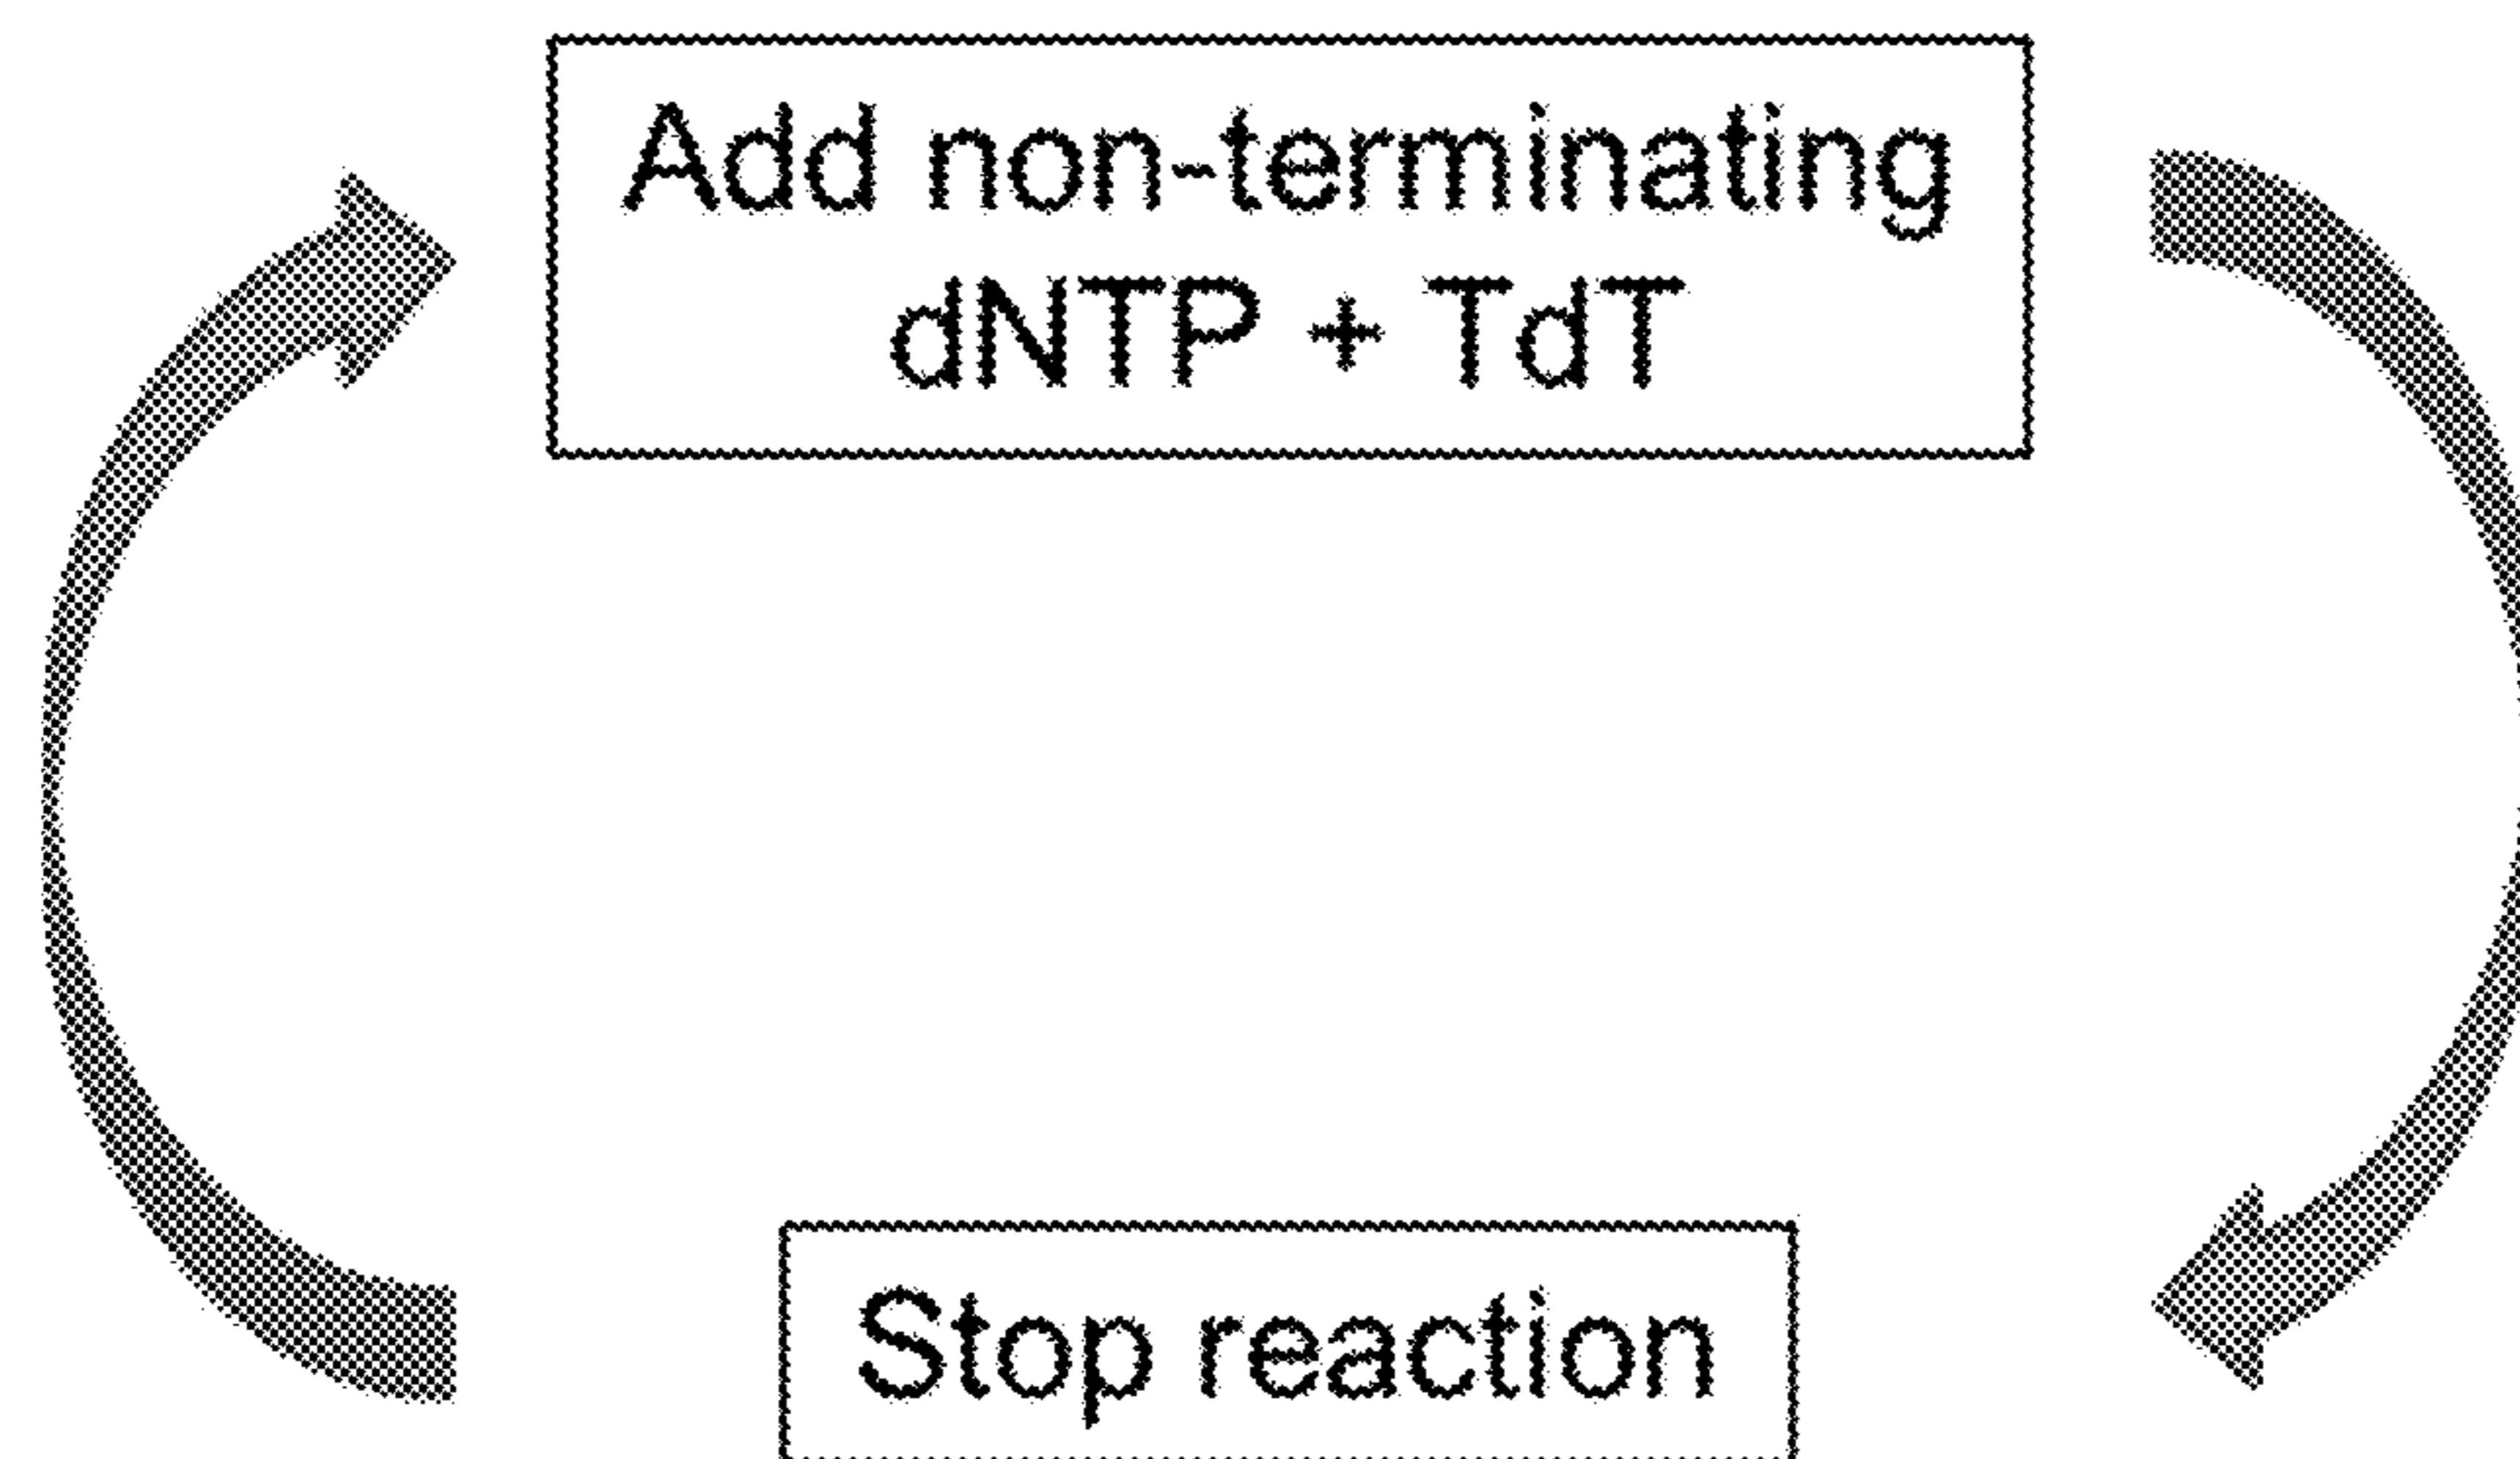 Add non-terminating
dNTP + TdT
Stop reaction